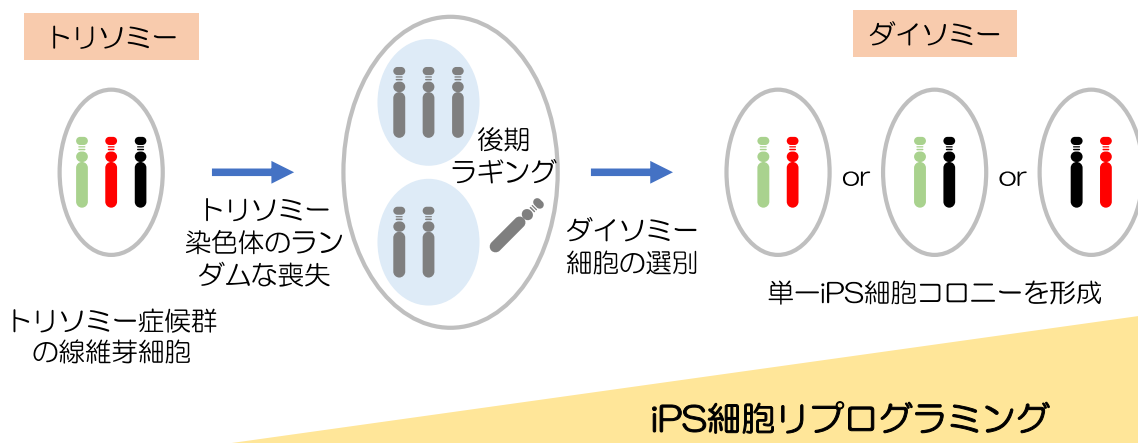 トリソミー
ダイソミー
後期
ラギング
トリソミー
染色体のラン
ダムな喪失
ダイソミー
細胞の選別
or
or
トリソミー症候群
の線維芽細胞
単一iPS細胞コロニーを形成
iPS細胞リプログラミング